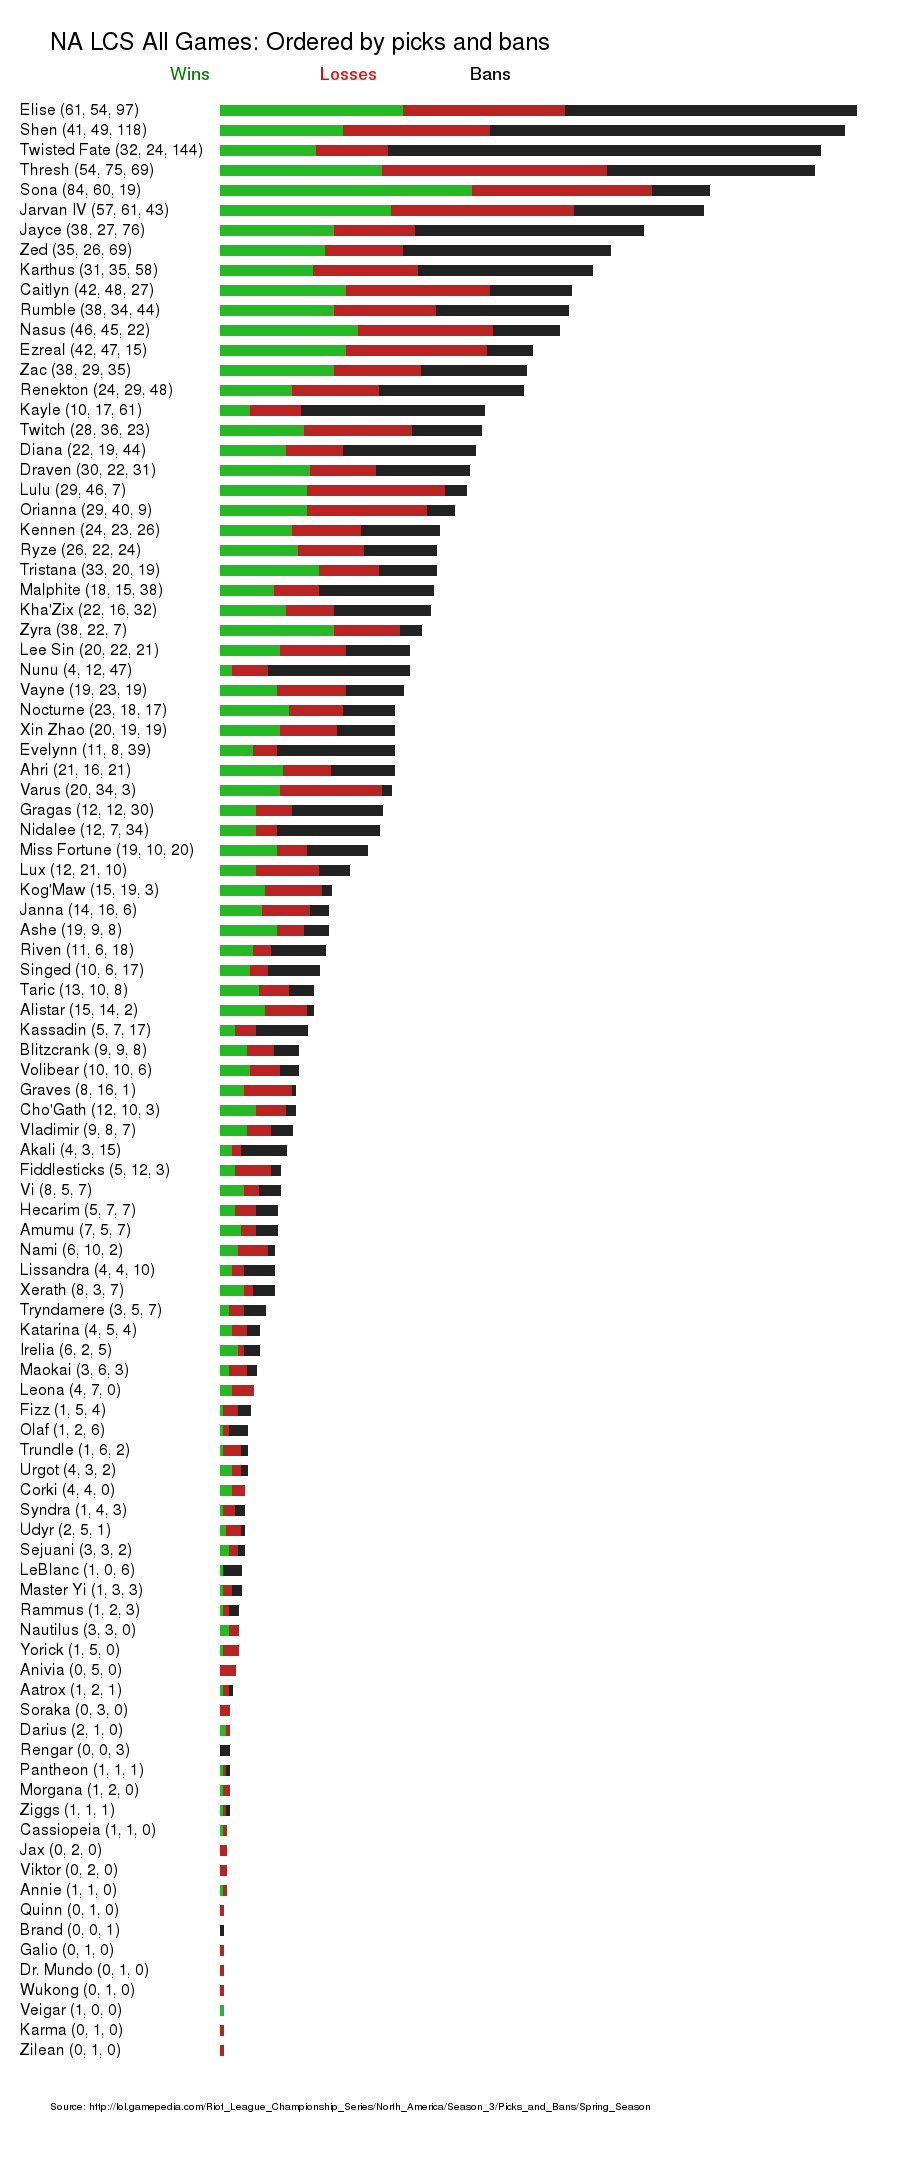 NA LCS All Games: Ordered by picks and bans
Wins Losses Bans
Elise (61, 54, 97)
Shen (41, 49, 118)
Twisted Fate (32, 24, 144)
Thresh (54, 75, 69)
Sona (84, 60, 19)
Jarvan IV (57, 61, 43)
Jayce (38, 27, 76)
Zed (35, 26, 69)
Karthus (31, 35, 58)
Caitlyn (42, 48, 27)
Rumble (38, 34, 44)
Nasus (46, 45, 22)
Ezreal (42, 47, 15)
Zac (38, 29, 35)
Renekton (24, 29, 48)
Kayle (10, 17, 61)
Twitch (28, 36, 23)
Diana (22, 19, 44)
Draven (30, 22, 31)
Lulu (29, 46, 7)
Orianna (29, 40, 9)
Kennen (24, 23, 26)
Ryze (26, 22, 24)
Tristana (33, 20, 19)
Malphite (18, 15, 38)
Kha'Zix (22, 16, 32)
Zyra (38, 22, 7)
Lee Sin (20, 22, 21)
Nunu (4, 12, 47)
Vayne (19, 23, 19)
Nocturne (23, 18, 17)
Xin Zhao (20, 19, 19)
Evelynn (11, 8, 39)
Ahri (21, 16, 21)
Varus (20, 34, 3)
Gragas (12, 12, 30)
Nidalee (12, 7, 34)
Miss Fortune (19, 10, 20)
Lux (12, 21, 10)
Kog'Maw (15, 19, 3)
Janna (14, 16, 6)
Ashe (19, 9, 8)
Riven (11, 6, 18)
Singed (10, 6, 17)
Taric (13, 10, 8)
Alistar (15, 14, 2)
Kassadin (5, 7, 17)
Blitzcrank (9, 9, 8)
Volibear (10, 10, 6)
Graves (8, 16, 1)
Cho'Gath (12, 10, 3)
Vladimir (9, 8, 7)
Akali (4, 3, 15)
Fiddlesticks (5, 12, 3)
Vi (8, 5, 7)
Hecarim (5, 7, 7)
Amumu (7, 5, 7)
Nami (6, 10, 2)
Lissandra (4, 4, 10)
Xerath (8, 3, 7)
Tryndamere (3, 5, 7)
Katarina (4, 5, 4)
Irelia (6, 2, 5)
Maokai (3, 6, 3)
Leona (4, 7, 0)
Fizz (1, 5, 4)
Olaf (1, 2, 6)
Trundle (1, 6, 2)
Urgot (4, 3, 2)
Corki (4, 4, 0)
Syndra (1, 4, 3)
Udyr (2, 5, 1)
Sejuani (3, 3, 2)
LeBlanc (1, 0, 6)
Master Yi (1, 3, 3)
Rammus (1, 2, 3)
Nautilus (3, 3, 0)
Yorick (1, 5, 0)
Anivia (0, 5, 0)
Aatrox (1, 2, 1)
Soraka (0, 3, 0)
Darius (2, 1, 0)
Rengar (0, 0, 3)
Pantheon (1, 1, 1)
Morgana (1, 2, 0)
Ziggs (1, 1, 1)
Cassiopeia (1, 1, 0)
Jax (0, 2, 0)
Viktor (0, 2, 0)
Annie (1, 1, 0)
Quinn (0, 1, 0)
Brand (0, 0, 1)
Galio (0, 1, 0)
Dr. Mundo (0, 1, 0)
Wukong (0, 1, 0)
Veigar (1, 0, 0)
Karma (0, 1, 0)
Zilean (0, 1, 0)
Source: http://lol.gamepedia.com/Riot_League_Championship_Series/North_America/Season_3/Picks_and_Bans/Spring_Season